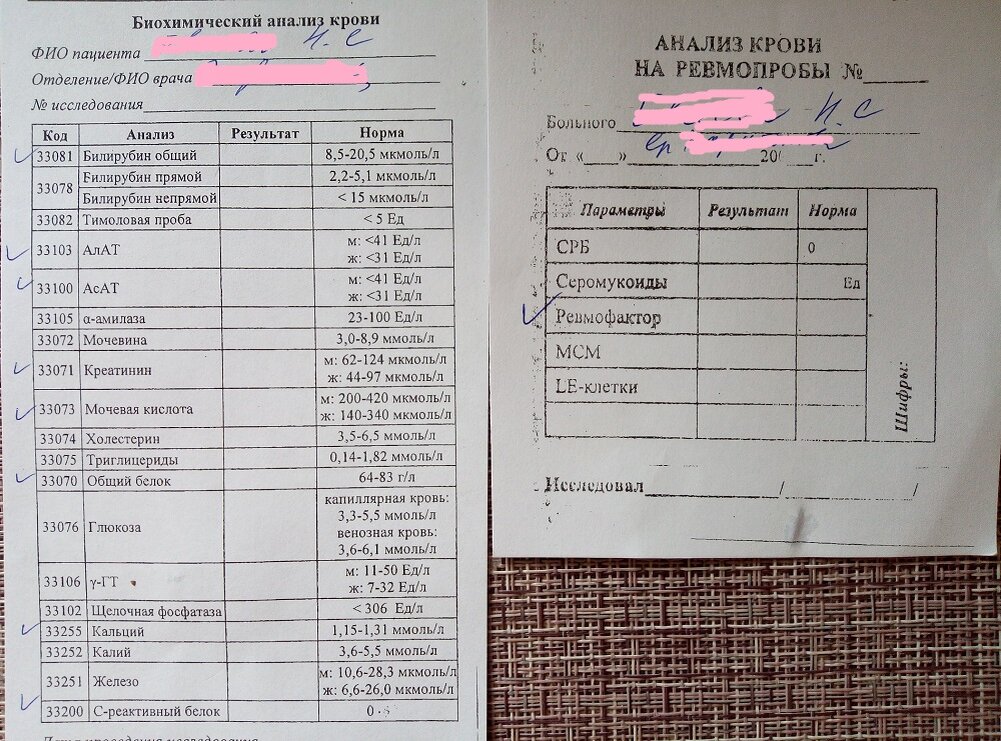 Биохимический анализ крови
ФИО пациента Н. С
Отделение/ФИО врача
№ исследования
Код Анализ Результат Норма
33081 Билирубин общий 8,5-20,5 мкмоль/л
33078 Билирубин прямой 2,2-5,1 мкмоль/л
Билирубин непрямой < 15 мкмоль/л
33082 Тимоловая проба < 5 Ед
33103 АлАТ м: <41 Ед/л
ж: <31 Ед/л
33100 АсАТ м: <41 Ед/л
ж: <31 Ед/л
33105 α-амилаза 23-100 Ед/л
33072 Мочевина 3,0-8,9 ммоль/л
33071 Креатинин м: 62-124 мкмоль/л
ж: 44-97 мкмоль/л
33073 Мочевая кислота м: 200-420 мкмоль/л
ж: 140-340 мкмоль/л
33074 Холестерин 3,5-6,5 ммоль/л
33075 Триглицериды 0,14-1,82 ммоль/л
33070 Общий белок 64-83 г/л
33076 Глюкоза капиллярная кровь:
3,3-5,5 ммоль/л
венозная кровь:
3,6-6,1 ммоль/л
33106 γ-ГТ м: 11-50 Ед/л
ж: 7-32 Ед/л
33102 Щелочная фосфатаза < 306 Ед/л
33255 Кальций 1,15-1,31 ммоль/л
33252 Калий 3,6-5,5 ммоль/л
33251 Железо м: 10,6-28,3 мкмоль/л
ж: 6,6-26,0 мкмоль/л
33200 С-реактивный белок 0
АНАЛИЗ КРОВИ
НА РЕВМОПРОБЫ №
Больного Н. С
От « » 20 г.
Параметры Результат Норма
СРБ 0
Серомукоиды Ед
Ревмофактор
МСМ
LE-клетки
Шифры:
Исследовал / /